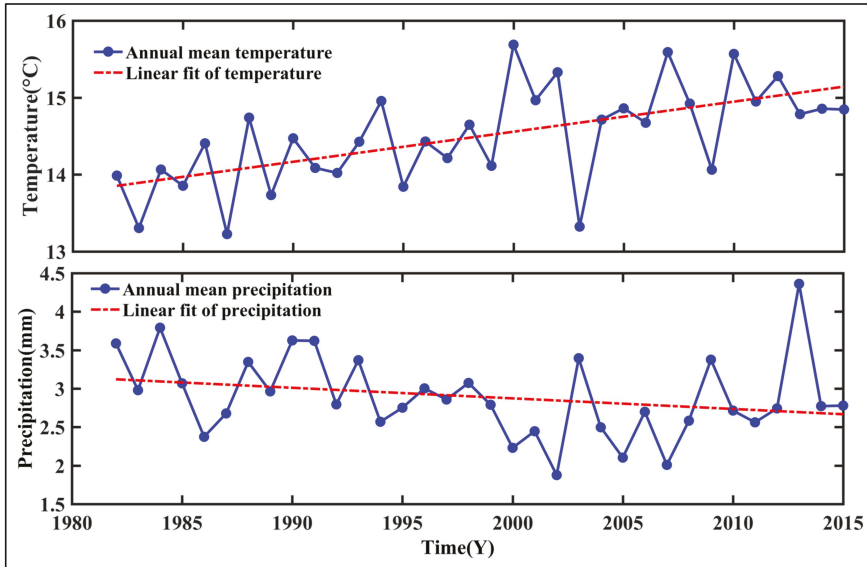 16
15
14
13
Temperature(°C)
Annual mean temperature
Linear fit of temperature
4.5
4
3.5
3
2.5
2
1.5
Precipitation(mm)
Annual mean precipitation
Linear fit of precipitation
1980 1985 1990 1995 2000 2005 2010 2015
Time(Y)